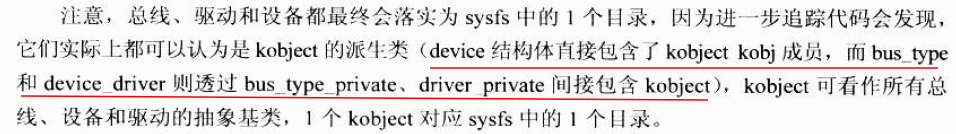 注意，总线、驱动和设备都最终会落实为 sysfs 中的 1 个目录，因为进一步追踪代码会发现，
它们实际上都可以认为是 kobject 的派生类（device 结构体直接包含了 kobject kobj 成员，而 bus_type
和 device_driver 则透过 bus_type_private、driver_private 间接包含 kobject），kobject 可看作所有总
线、设备和驱动的抽象基类，1 个 kobject 对应 sysfs 中的 1 个目录。